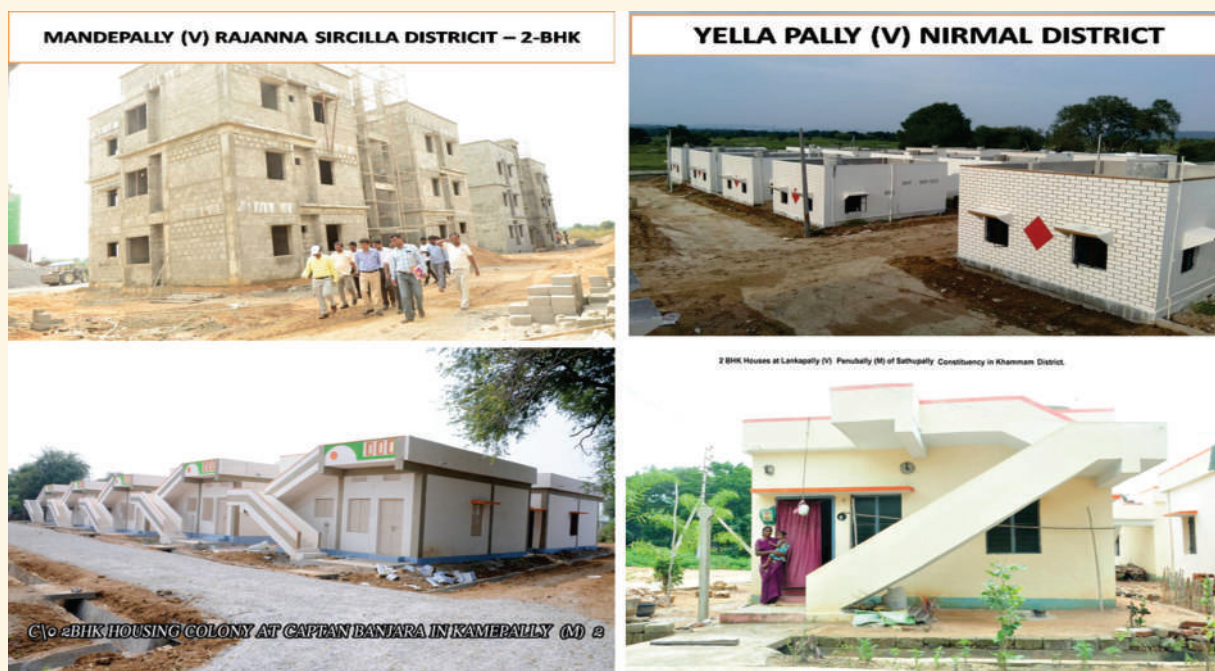 MANDEPALLY (V) RAJANNA SIRCILLA DISTRICIT – 2-BHK
YELLA PALLY (V) NIRMAL DISTRICT
C\o 2BHK HOUSING COLONY AT CAPTAN BANJARA IN KAMEPALLY (M) 2
2 BHK Houses at Lankapally (V) Penubally (M) of Sathupally Constituency in Khammam District.